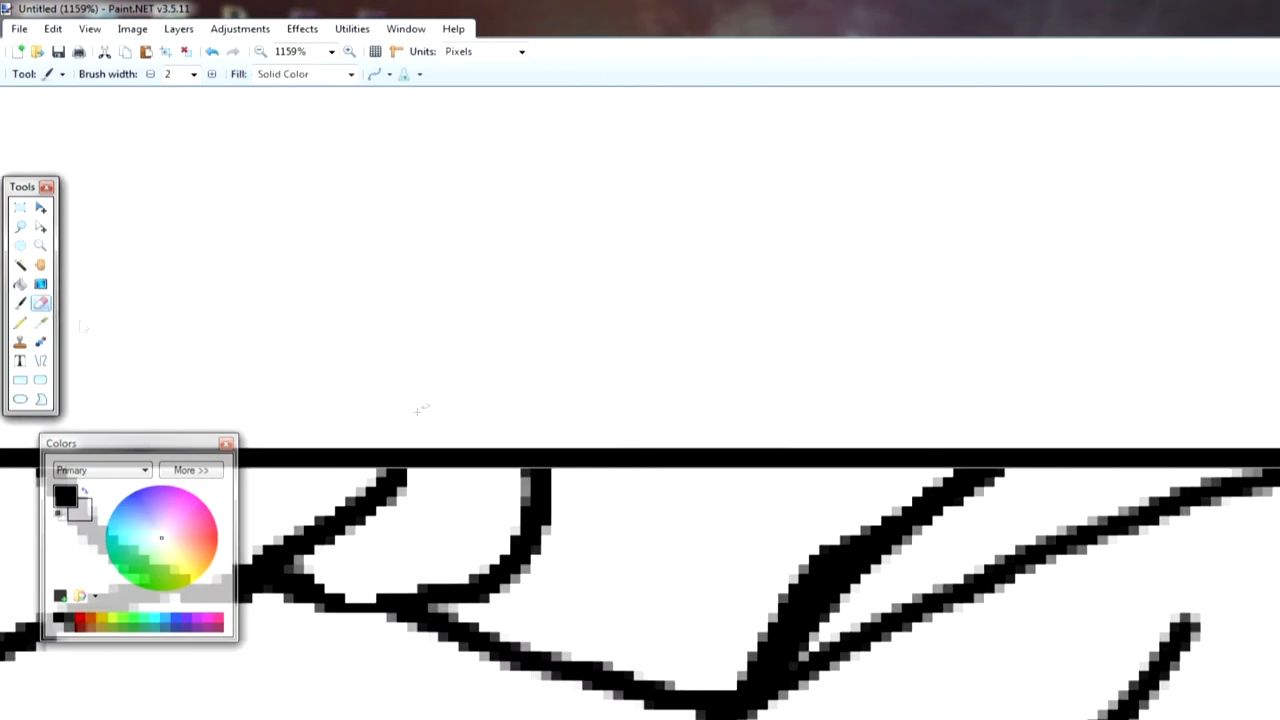 Untitled (1159%) - Paint.NET v3.5.11
File Edit View Image Layers Adjustments Effects Utilities Window Help
1159% Units: Pixels
Tool: Brush width: 2 Fill: Solid Color
Tools
T
Colors
Primary More >>